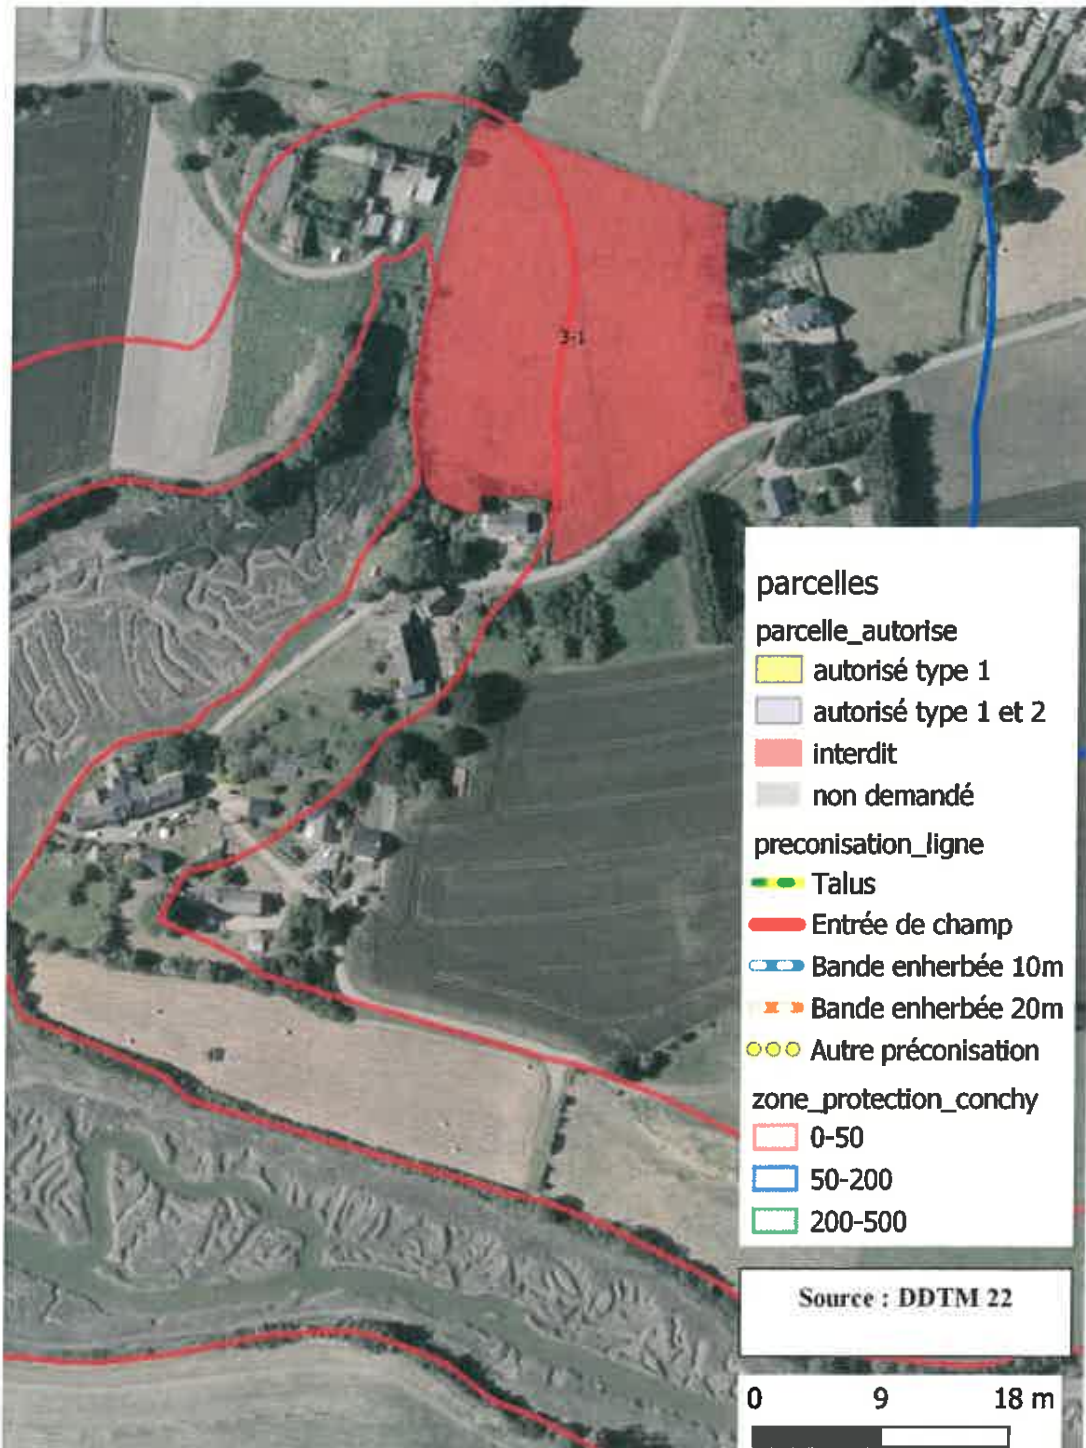 3-1
parcelles
parcelle_autorise
autorisé type 1
autorisé type 1 et 2
interdit
non demandé
preconisation_ligne
Talus
Entrée de champ
Bande enherbée 10m
Bande enherbée 20m
Autre préconisation
zone_protection_conchy
0-50
50-200
200-500
Source : DDTM 22
0 9 18 m